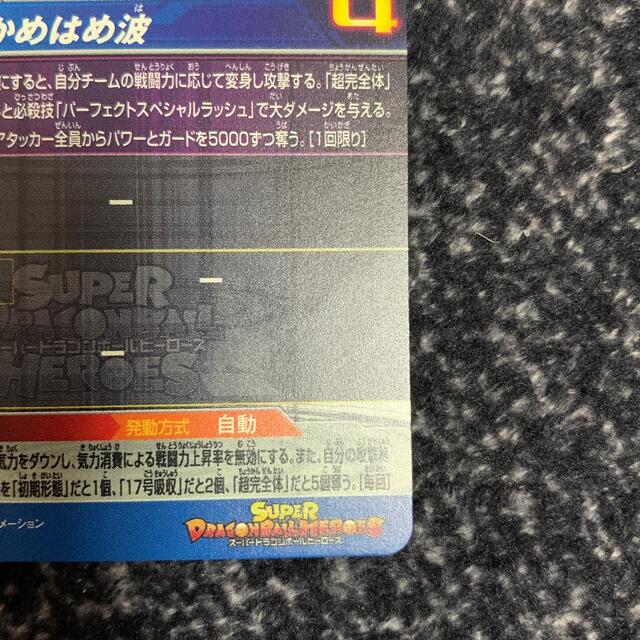 かめはめ波
4
にすると、自分チームの戦闘力に応じて変身し攻撃する。「超完全体」
と必殺技「パーフェクトスペシャルラッシュ」で大ダメージを与える。
アタッカー全員からパワーとガードを5000ずつ奪う。[1回限り]
ー
ー
SUPER
DRAGONBALL
スーパードラゴンボールヒーローズ
HEROES
ー
発動方式 自動
気力をダウンし、気力消費による戦闘力上昇率を無効にする。また、自分の攻撃終
を「初期形態」だと1個、「17号吸収」だと2個、「超完全体」だと5個奪う。[毎回]
メーション
SUPER
DRAGONBALL HEROES
スーパードラゴンボールヒーローズ